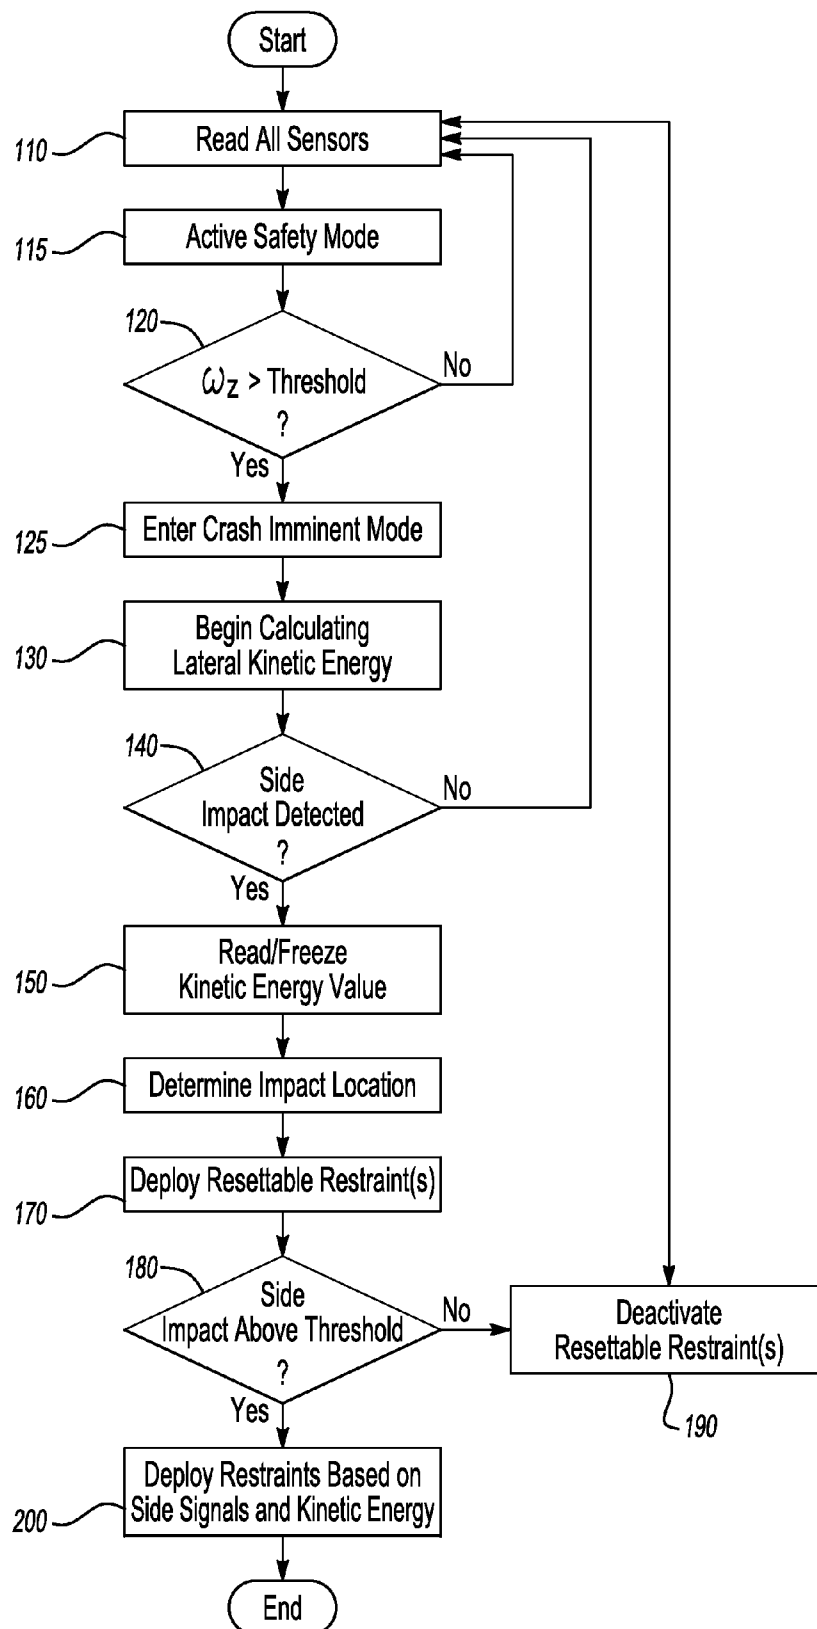 Start
110
Read All Sensors
115
Active Safety Mode
120
ωz > Threshold
?
No
Yes
125
Enter Crash Imminent Mode
130
Begin Calculating
Lateral Kinetic Energy
140
Side
Impact Detected
?
No
Yes
150
Read/Freeze
Kinetic Energy Value
160
Determine Impact Location
170
Deploy Resettable Restraint(s)
180
Side
Impact Above Threshold
?
No
Yes
Deactivate
Resettable Restraint(s)
190
200
Deploy Restraints Based on
Side Signals and Kinetic Energy
End